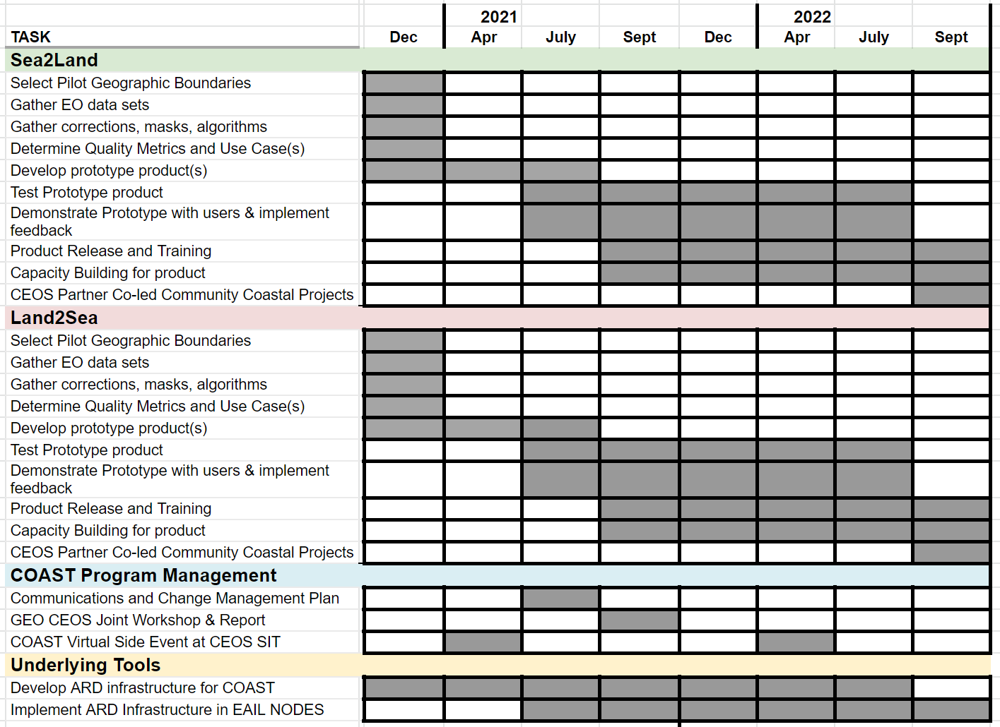 2021 2022
TASK Dec Apr July Sept Dec Apr July Sept
Sea2Land
Select Pilot Geographic Boundaries
Gather EO data sets
Gather corrections, masks, algorithms
Determine Quality Metrics and Use Case(s)
Develop prototype product(s)
Test Prototype product
Demonstrate Prototype with users & implement
feedback
Product Release and Training
Capacity Building for product
CEOS Partner Co-led Community Coastal Projects
Land2Sea
Select Pilot Geographic Boundaries
Gather EO data sets
Gather corrections, masks, algorithms
Determine Quality Metrics and Use Case(s)
Develop prototype product(s)
Test Prototype product
Demonstrate Prototype with users & implement
feedback
Product Release and Training
Capacity Building for product
CEOS Partner Co-led Community Coastal Projects
COAST Program Management
Communications and Change Management Plan
GEO CEOS Joint Workshop & Report
COAST Virtual Side Event at CEOS SIT
Underlying Tools
Develop ARD infrastructure for COAST
Implement ARD Infrastructure in EAIL NODES